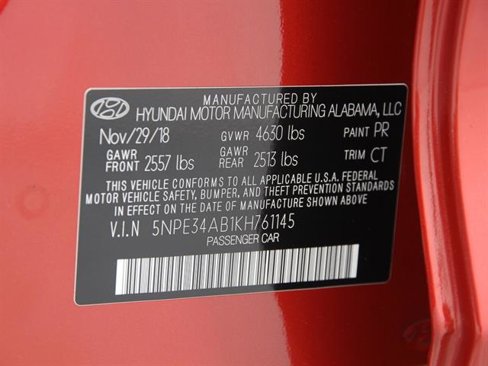 MANUFACTURED BY
HYUNDAI MOTOR MANUFACTURING ALABAMA, LLC
Nov/29/18 GVWR 4630 lbs PAINT PR
GAWR FRONT 2557 lbs GAWR REAR 2513 lbs TRIM CT
THIS VEHICLE CONFORMS TO ALL APPLICABLE U.S.A. FEDERAL
MOTOR VEHICLE SAFETY, BUMPER, AND THEFT PREVENTION STANDARDS
IN EFFECT ON THE DATE OF MANUFACTURE SHOWN ABOVE.
V.I.N 5NPE34AB1KH761145
PASSENGER CAR